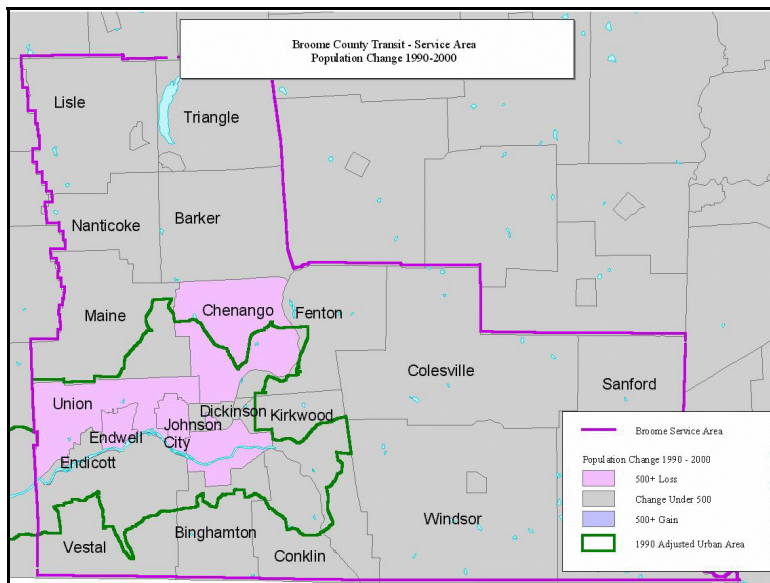 Broome County Transit - Service Area
Population Change 1990-2000
Lisle
Triangle
Nanticoke
Barker
Maine
Chenango
Fenton
Colesville
Sanford
Union
Dickinson
Kirkwood
Endwell
Johnson
City
Endicott
Windsor
Vestal
Binghamton
Conklin
Broome Service Area
Population Change 1990 - 2000
500+ Loss
Change Under 500
500+ Gain
1990 Adjusted Urban Area